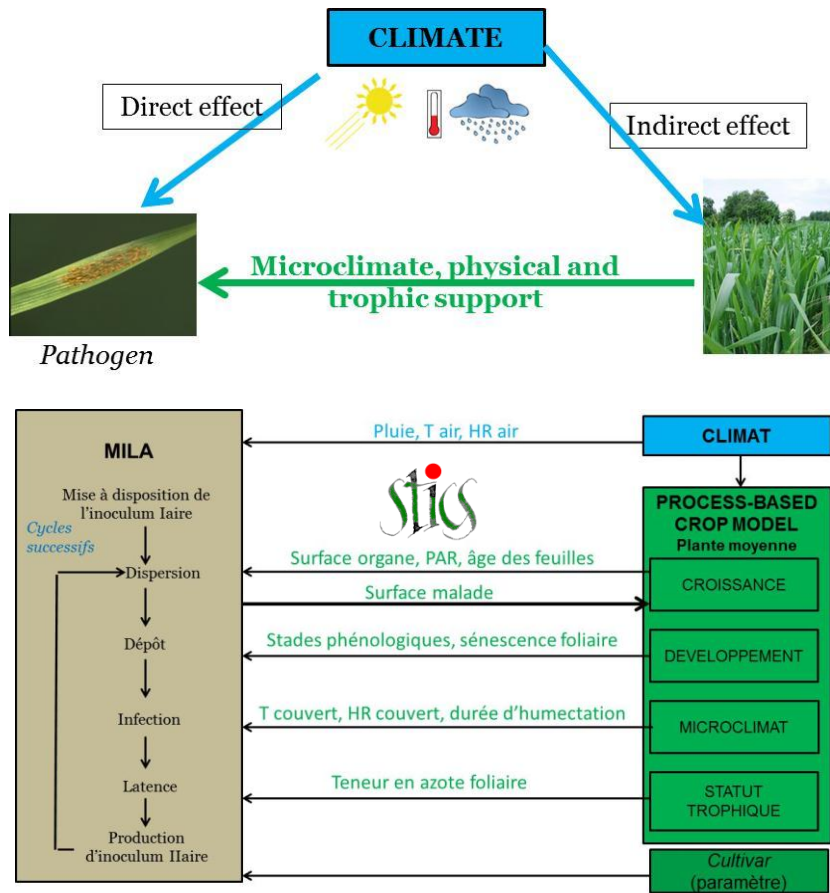 CLIMATE
Direct effect
Indirect effect
Microclimate, physical and
trophic support
Pathogen
MILA
Mise à disposition de
l'inoculum Iaire
Cycles
successifs
Dispersion
Dépôt
Infection
Latence
Production
d'inoculum IIaire
Pluie, T air, HR air
stics
Surface organe, PAR, âge des feuilles
Surface malade
Stades phénologiques, sénescence foliaire
T couvert, HR couvert, durée d'humectation
Teneur en azote foliaire
CLIMAT
PROCESS-BASED
CROP MODEL
Plante moyenne
CROISSANCE
DEVELOPPEMENT
MICROCLIMAT
STATUT
TROPHIQUE
Cultivar
(paramètre)